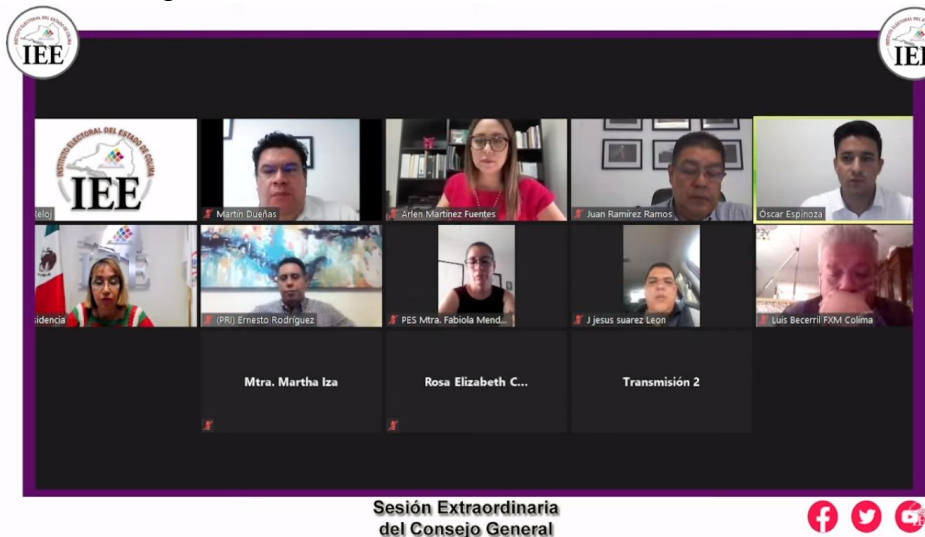 IEE
IEE
INSTITUTO ELECTORAL DEL ESTADO DE COLIMA
IEE
Reloj
Martín Dueñas
Arlen Martínez Fuentes
Juan Ramírez Ramos
Óscar Espinoza
IEE
sidencia
(PRI) Ernesto Rodríguez
PES Mtra. Fabiola Mend...
J jesus suarez Leon
Luis Becerril FXM Colima
Mtra. Martha Iza
Rosa Elizabeth C...
Transmisión 2
Sesión Extraordinaria
del Consejo General